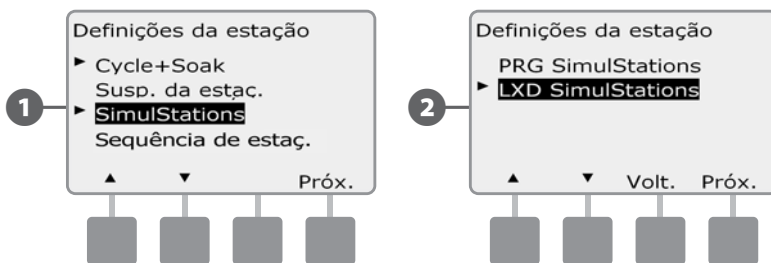 1
Definições da estação
► Cycle+Soak
Susp. da estaç.
► SimulStations
Sequência de estaç.
▲ ▼ Próx.
2
Definições da estação
PRG SimulStations
► LXD SimulStations
▲ ▼ Volt. Próx.